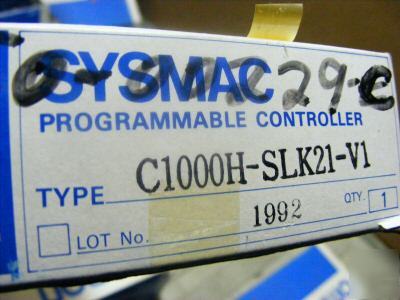 SYSMAC
PROGRAMMABLE CONTROLLER
TYPE C1000H-SLK21-V1
LOT No. 1992 QTY. 1